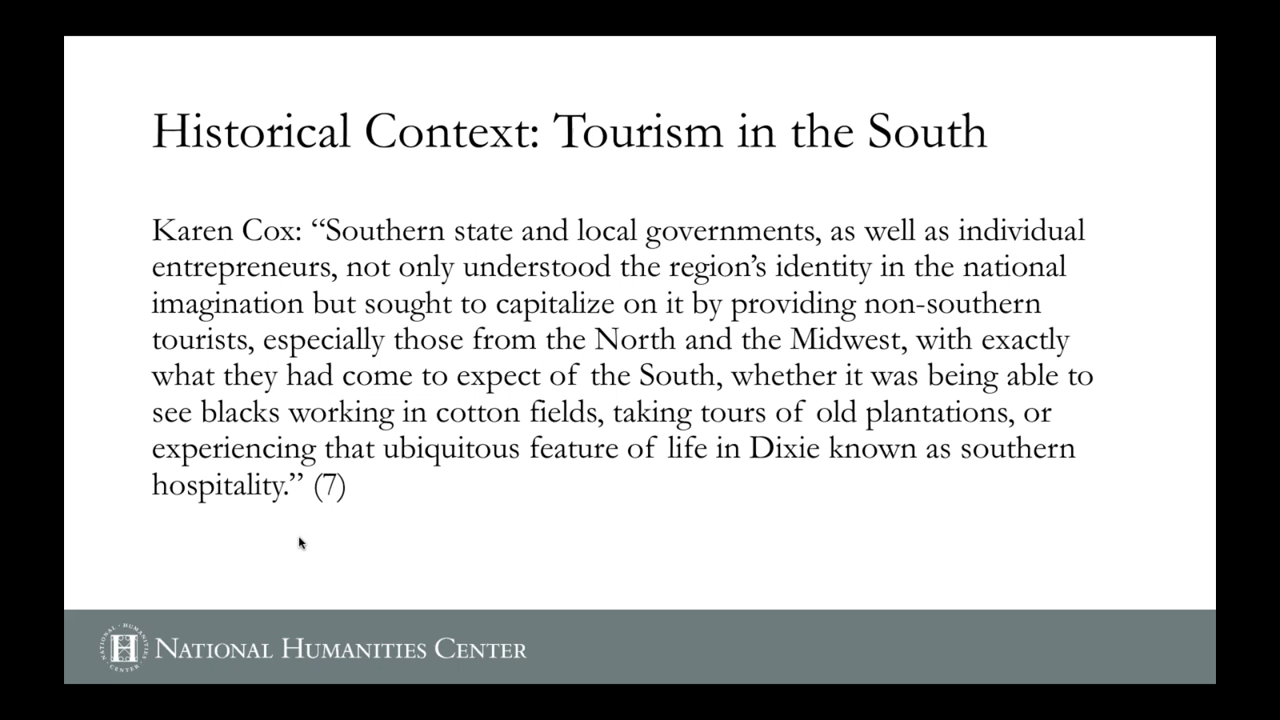 Historical Context: Tourism in the South
Karen Cox: “Southern state and local governments, as well as individual
entrepreneurs, not only understood the region’s identity in the national
imagination but sought to capitalize on it by providing non-southern
tourists, especially those from the North and the Midwest, with exactly
what they had come to expect of the South, whether it was being able to
see blacks working in cotton fields, taking tours of old plantations, or
experiencing that ubiquitous feature of life in Dixie known as southern
hospitality.” (7)
NATIONAL · HUMANITIES · CENTER ·
H
NATIONAL HUMANITIES CENTER